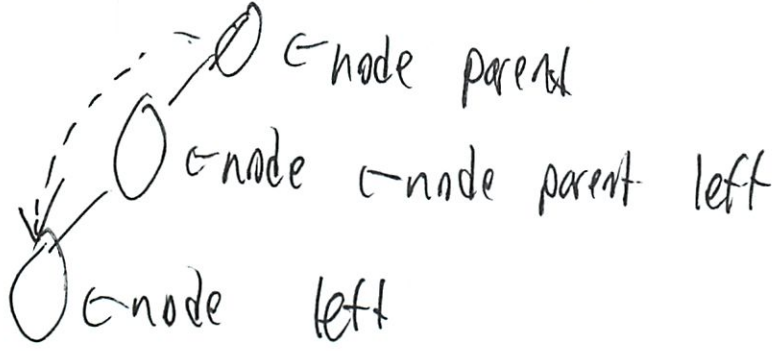 ← node parent
← node ← node parent left
← node left